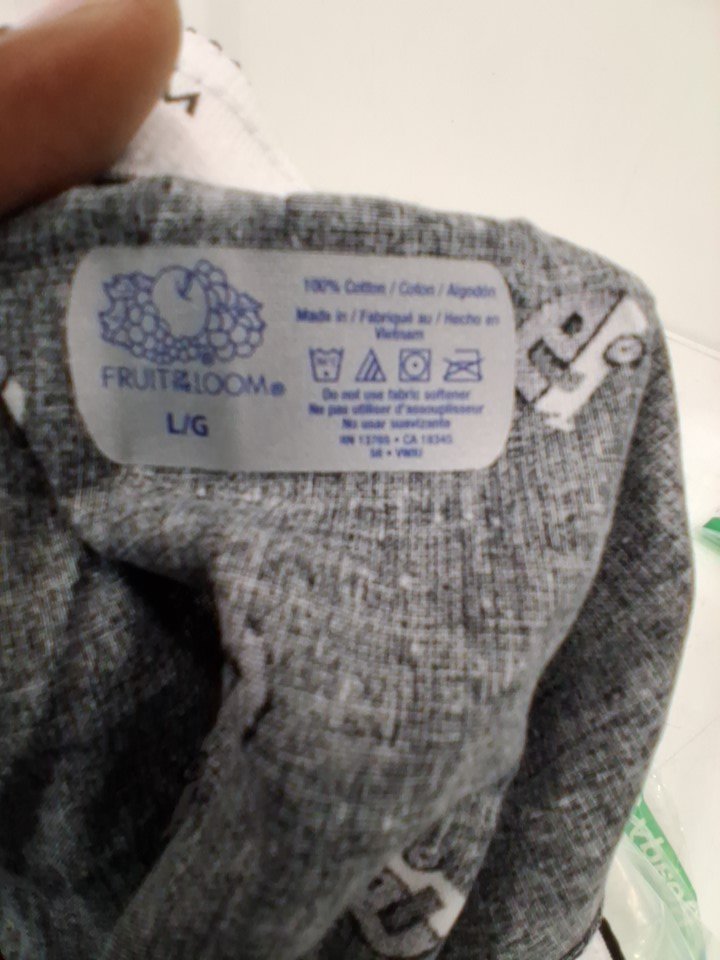 FRUIT OF THE LOOM®
L/G
100% Cotton / Coton / Algodón
Made in / Fabriqué au / Hecho en
Vietnam
Do not use fabric softener
Ne pas utiliser d'assouplisseur
No usar suavizante
RN 13765 • CA 18345